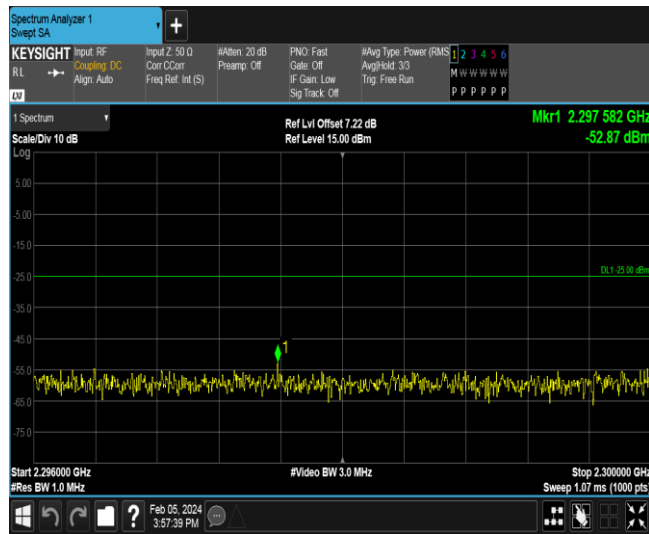 Spectrum Analyzer 1
Swept SA
+
KEYSIGHT
RL
LXI
Input: RF
Coupling: DC
Align: Auto
Input Z: 50 Ω
Corr CCorr
Freq Ref: Int (S)
#Atten: 20 dB
Preamp: Off
PNO: Fast
Gate: Off
IF Gain: Low
Sig Track: Off
#Avg Type: Power (RMS
Avg|Hold: 3/3
Trig: Free Run
1 2 3 4 5 6
M W W W W W
P P P P P P
1 Spectrum
Scale/Div 10 dB
Log
Ref Lvl Offset 7.22 dB
Ref Level 15.00 dBm
Mkr1 2.297 582 GHz
-52.87 dBm
5.00
-5.00
-15.0
-25.0
DL1 -25.00 dBm
-35.0
-45.0
1
-55.0
-65.0
-75.0
Start 2.296000 GHz
#Res BW 1.0 MHz
#Video BW 3.0 MHz
Stop 2.300000 GHz
Sweep 1.07 ms (1000 pts)
?
Feb 05, 2024
3:57:39 PM